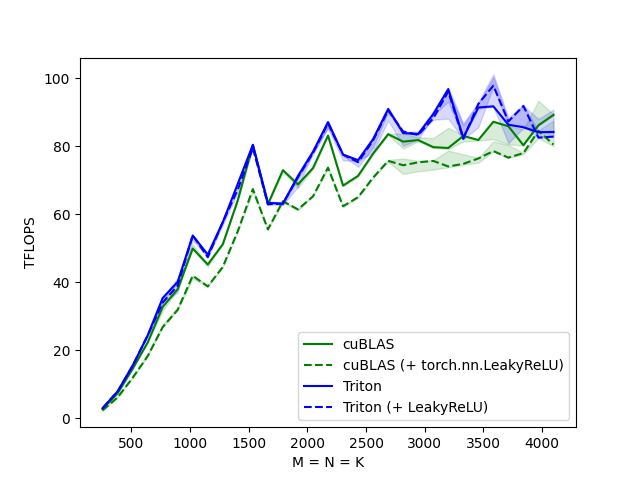 100
80
60
40
20
0
TFLOPS
cuBLAS
cuBLAS (+ torch.nn.LeakyReLU)
Triton
Triton (+ LeakyReLU)
500 1000 1500 2000 2500 3000 3500 4000
M = N = K